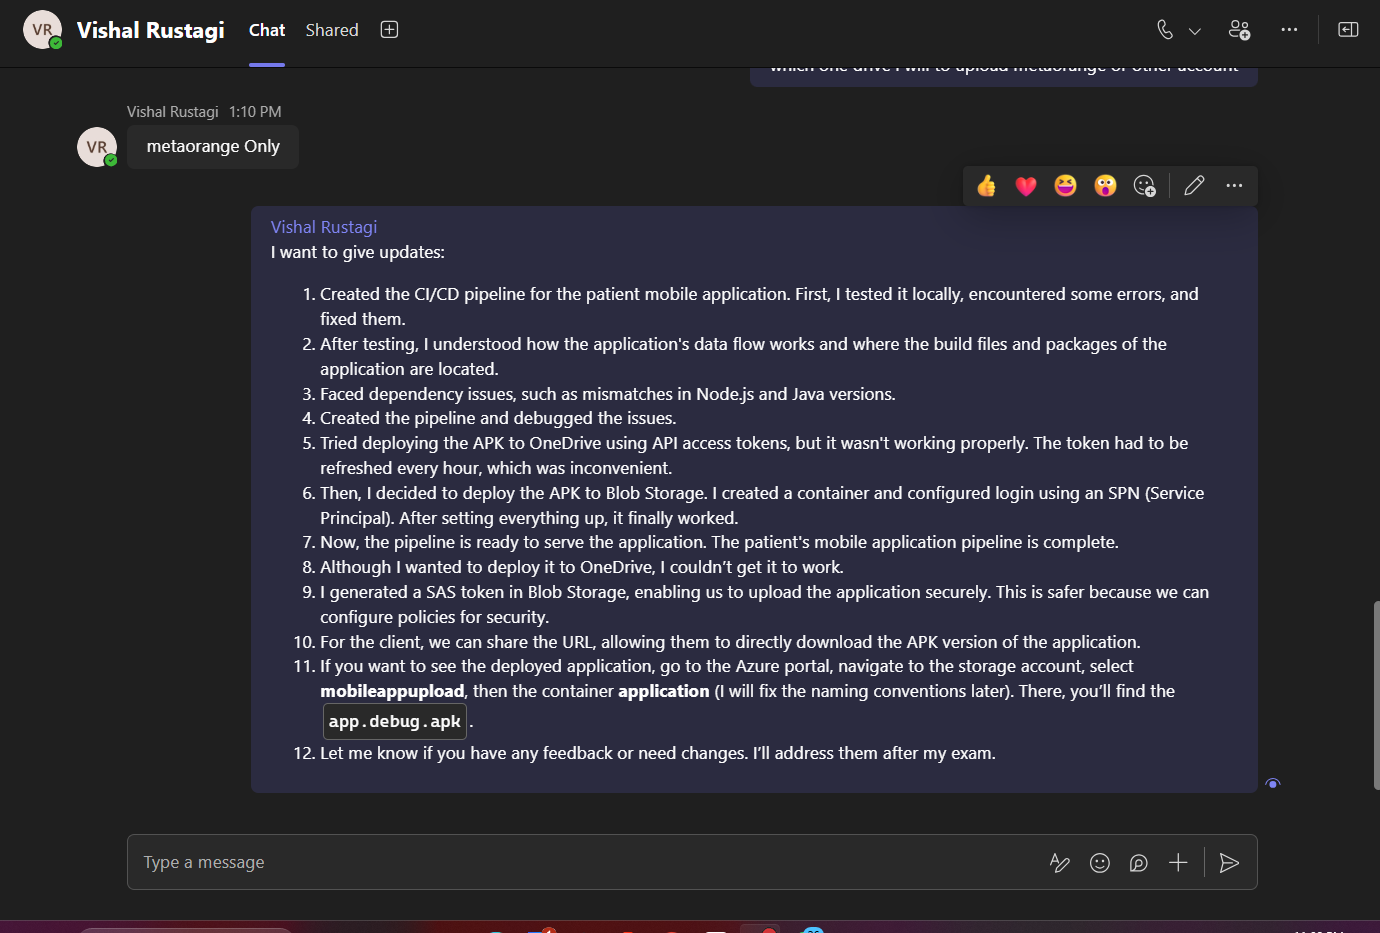 VR
Vishal Rustagi
Chat
Shared
which one drive I will to upload metaorange or other account
Vishal Rustagi 1:10 PM
VR
metaorange Only
Vishal Rustagi
I want to give updates:
1. Created the CI/CD pipeline for the patient mobile application. First, I tested it locally, encountered some errors, and
fixed them.
2. After testing, I understood how the application's data flow works and where the build files and packages of the
application are located.
3. Faced dependency issues, such as mismatches in Node.js and Java versions.
4. Created the pipeline and debugged the issues.
5. Tried deploying the APK to OneDrive using API access tokens, but it wasn't working properly. The token had to be
refreshed every hour, which was inconvenient.
6. Then, I decided to deploy the APK to Blob Storage. I created a container and configured login using an SPN (Service
Principal). After setting everything up, it finally worked.
7. Now, the pipeline is ready to serve the application. The patient's mobile application pipeline is complete.
8. Although I wanted to deploy it to OneDrive, I couldn’t get it to work.
9. I generated a SAS token in Blob Storage, enabling us to upload the application securely. This is safer because we can
configure policies for security.
10. For the client, we can share the URL, allowing them to directly download the APK version of the application.
11. If you want to see the deployed application, go to the Azure portal, navigate to the storage account, select
mobileappupload, then the container application (I will fix the naming conventions later). There, you’ll find the
app.debug.apk .
12. Let me know if you have any feedback or need changes. I’ll address them after my exam.
Type a message